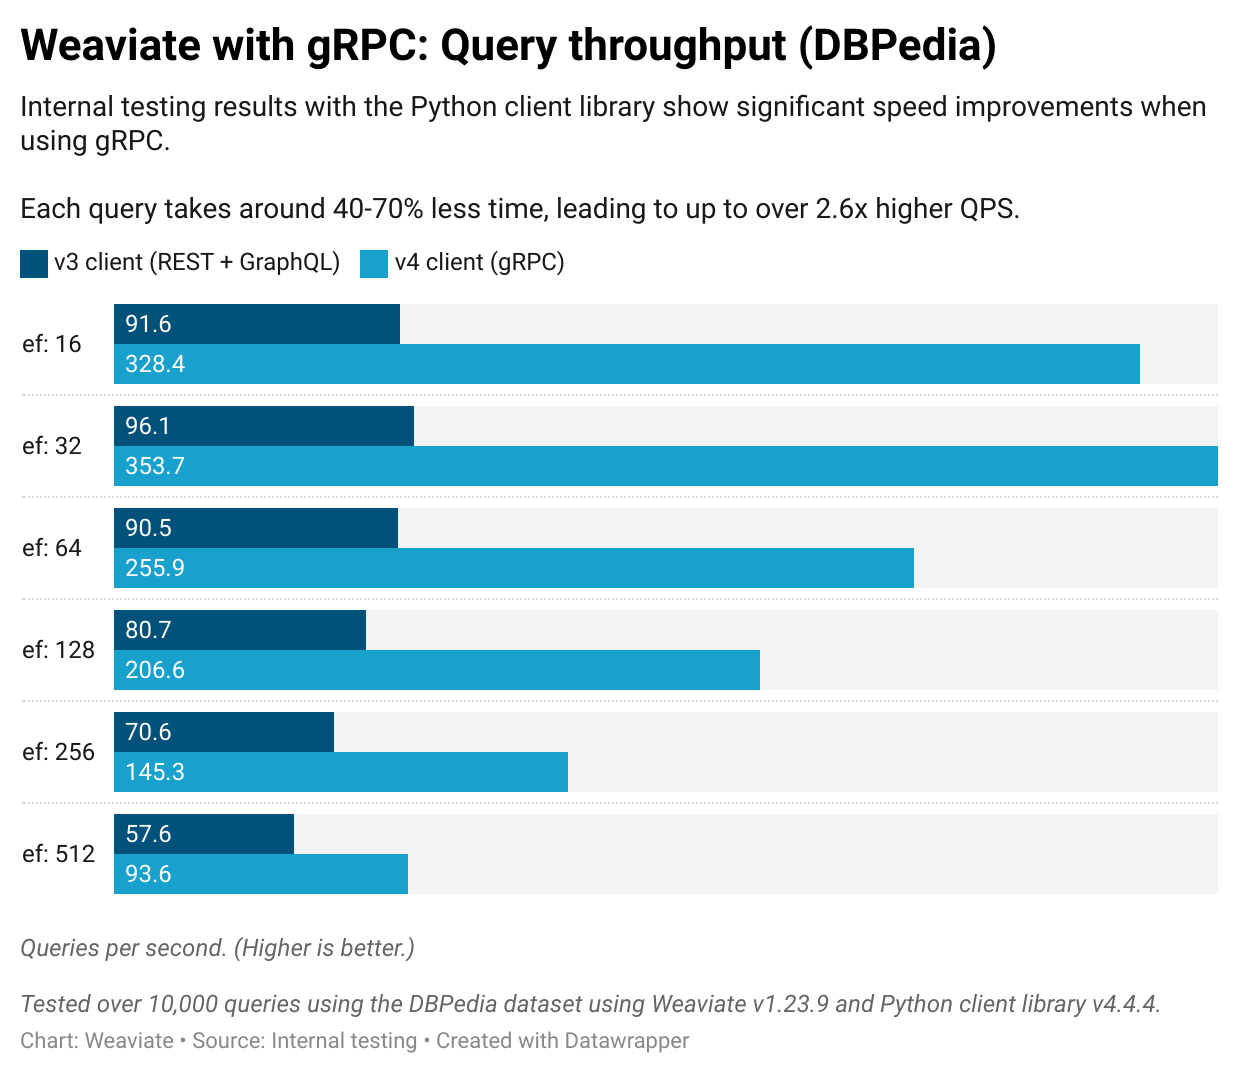 Weaviate with gRPC: Query throughput (DBPedia)
Internal testing results with the Python client library show significant speed improvements when
using gRPC.
Each query takes around 40-70% less time, leading to up to over 2.6x higher QPS.
v3 client (REST + GraphQL) v4 client (gRPC)
ef: 16
91.6
328.4
ef: 32
96.1
353.7
ef: 64
90.5
255.9
ef: 128
80.7
206.6
ef: 256
70.6
145.3
ef: 512
57.6
93.6
Queries per second. (Higher is better.)
Tested over 10,000 queries using the DBPedia dataset using Weaviate v1.23.9 and Python client library v4.4.4.
Chart: Weaviate • Source: Internal testing • Created with Datawrapper